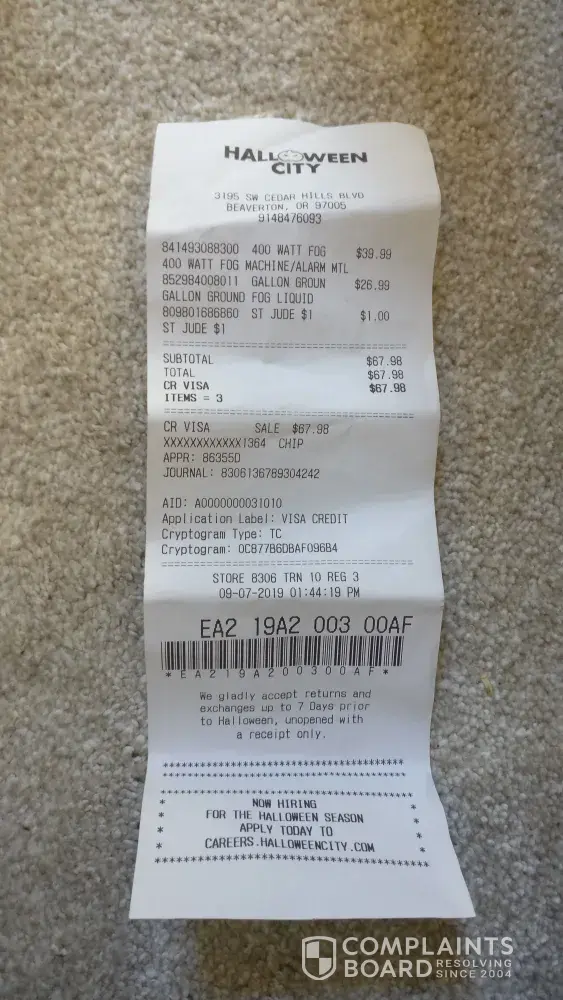 HALLOWEEN
CITY
3195 SW CEDAR HILLS BLVD
BEAVERTON, OR 97005
9148476093
841493088300 400 WATT FOG $39.99
400 WATT FOG MACHINE/ALARM MTL
852984008011 GALLON GROUN $26.99
GALLON GROUND FOG LIQUID
809801686860 ST JUDE $1 $1.00
ST JUDE $1
SUBTOTAL $67.98
TOTAL $67.98
CR VISA $67.98
ITEMS = 3
CR VISA SALE $67.98
XXXXXXXXXXXX1364 CHIP
APPR: 86355D
JOURNAL: 8306136789304242
AID: A0000000031010
Application Label: VISA CREDIT
Cryptogram Type: TC
Cryptogram: 0CB77B6DBAF096B4
STORE 8306 TRN 10 REG 3
09-07-2019 01:44:19 PM
EA2 19A2 003 00AF
*EA219A200300AF*
We gladly accept returns and
exchanges up to 7 Days prior
to Halloween, unopened with
a receipt only.
NOW HIRING
FOR THE HALLOWEEN SEASON
APPLY TODAY TO
CAREERS.HALLOWEENCITY.COM
COMPLAINTS
BOARD RESOLVING
SINCE 2004